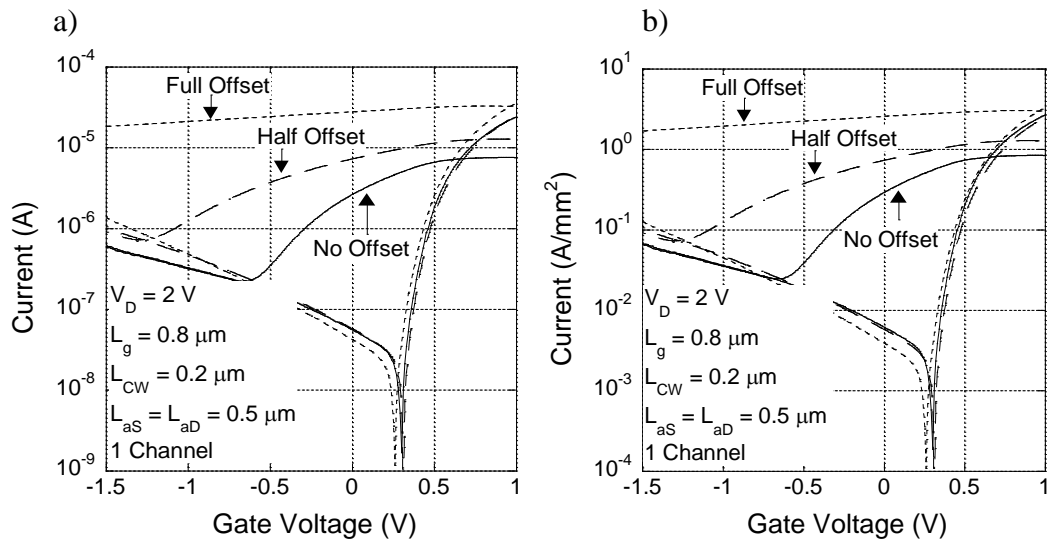 a)
10^-4
10^-5
10^-6
10^-7
10^-8
10^-9
Current (A)
Full Offset
Half Offset
No Offset
V_D = 2 V
L_g = 0.8 μm
L_CW = 0.2 μm
L_aS = L_aD = 0.5 μm
1 Channel
-1.5 -1 -0.5 0 0.5 1
Gate Voltage (V)
b)
10^1
10^0
10^-1
10^-2
10^-3
10^-4
Current (A/mm^2)
Full Offset
Half Offset
No Offset
V_D = 2 V
L_g = 0.8 μm
L_CW = 0.2 μm
L_aS = L_aD = 0.5 μm
1 Channel
-1.5 -1 -0.5 0 0.5 1
Gate Voltage (V)